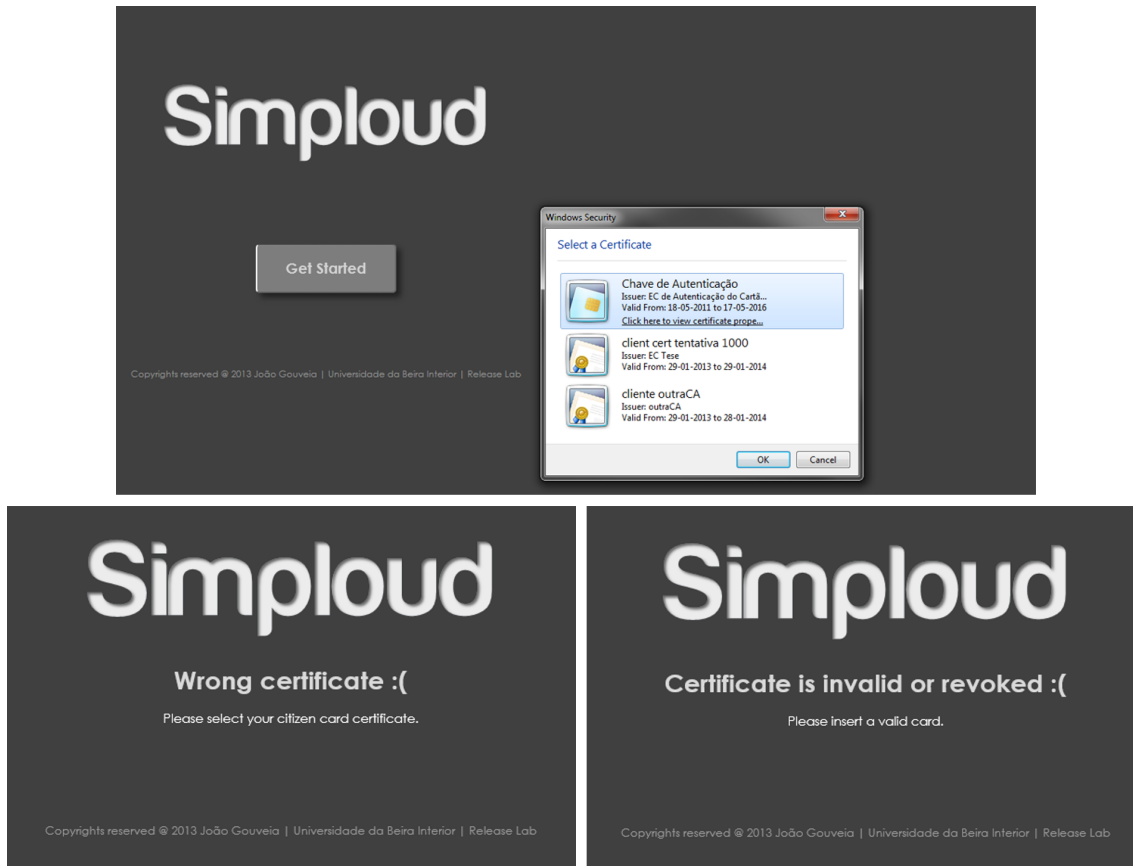 Simploud
Get Started
Copyrights reserved @ 2013 João Gouveia | Universidade da Beira Interior | Release Lab
Windows Security
Select a Certificate
Chave de Autenticação
Issuer: EC de Autenticação do Cartã...
Valid From: 18-05-2011 to 17-05-2016
Click here to view certificate prope...
client cert tentativa 1000
Issuer: EC Tese
Valid From: 29-01-2013 to 29-01-2014
cliente outraCA
Issuer: outraCA
Valid From: 29-01-2013 to 28-01-2014
OK Cancel
Simploud
Wrong certificate :(
Please select your citizen card certificate.
Copyrights reserved @ 2013 João Gouveia | Universidade da Beira Interior | Release Lab
Simploud
Certificate is invalid or revoked :(
Please insert a valid card.
Copyrights reserved @ 2013 João Gouveia | Universidade da Beira Interior | Release Lab